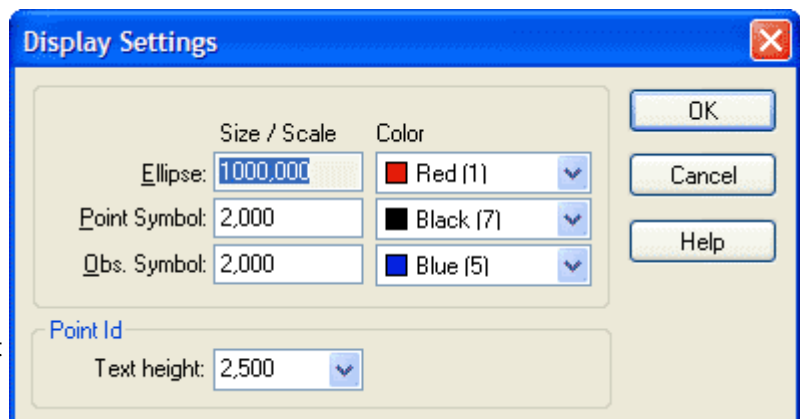 Display Settings
OK
Size / Scale Color
Ellipse: 1000,000 Red (1) Cancel
Point Symbol: 2,000 Black (7)
Help
Obs. Symbol: 2,000 Blue (5)
Point Id
Text height: 2,500